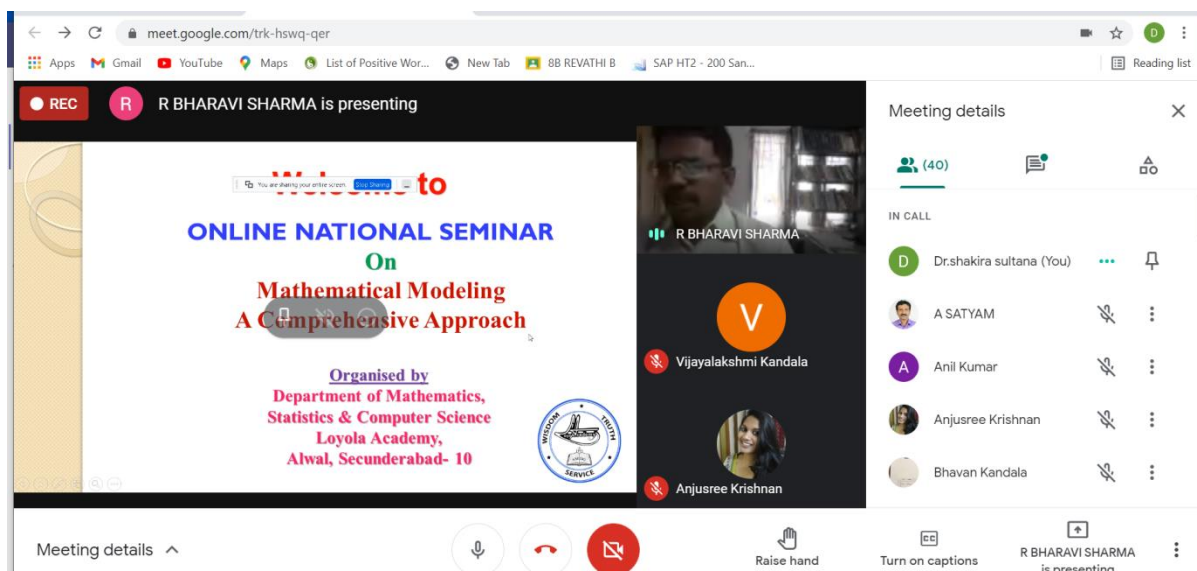 meet.google.com/trk-hswq-qer
D
Apps
Gmail
YouTube
Maps
List of Positive Wor...
New Tab
8B REVATHI B
SAP HT2 - 200 San...
Reading list
REC
R
R BHARAVI SHARMA is presenting
You are sharing your entire screen.
Stop Sharing
to
ONLINE NATIONAL SEMINAR
On
Mathematical Modeling
A Comprehensive Approach
Organised by
Department of Mathematics,
Statistics & Computer Science
Loyola Academy,
Alwal, Secunderabad- 10
WISDOM TRUTH
SERVICE
R BHARAVI SHARMA
V
Vijayalakshmi Kandala
Anjusree Krishnan
Meeting details
(40)
IN CALL
D
Dr.shakira sultana (You)
A SATYAM
A
Anil Kumar
Anjusree Krishnan
Bhavan Kandala
Meeting details
Raise hand
CC
Turn on captions
R BHARAVI SHARMA
is presenting